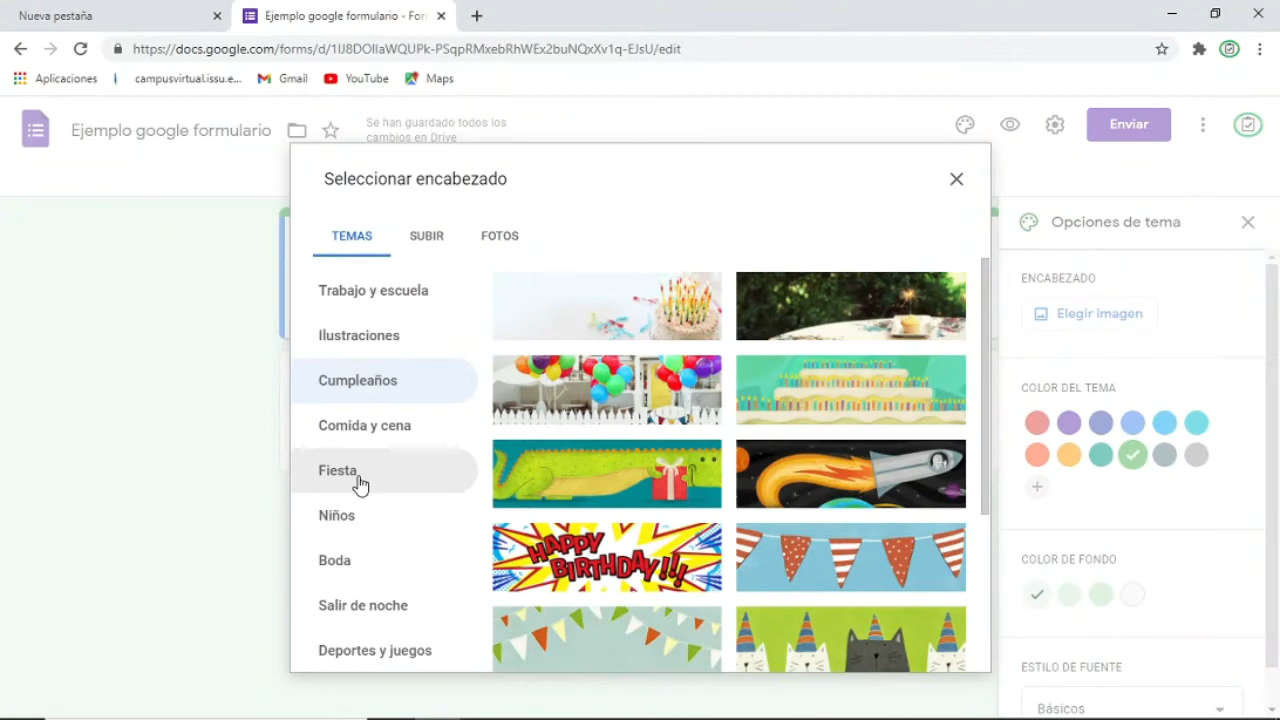 Nueva pestaña
Ejemplo google formulario - Forn
https://docs.google.com/forms/d/1IJ8DOIIaWQUPk-PSqpRMxebRhWEx2buNQxXv1q-EJsU/edit
Aplicaciones
campusvirtual.issu.e...
Gmail
YouTube
Maps
Ejemplo google formulario
Se han guardado todos los
cambios en Drive
Enviar
Seleccionar encabezado
TEMAS
SUBIR
FOTOS
Trabajo y escuela
Ilustraciones
Cumpleaños
Comida y cena
Fiesta
Niños
Boda
Salir de noche
Deportes y juegos
HAPPY
BIRTHDAY!!!
Opciones de tema
ENCABEZADO
Elegir imagen
COLOR DEL TEMA
COLOR DE FONDO
ESTILO DE FUENTE
Básicos